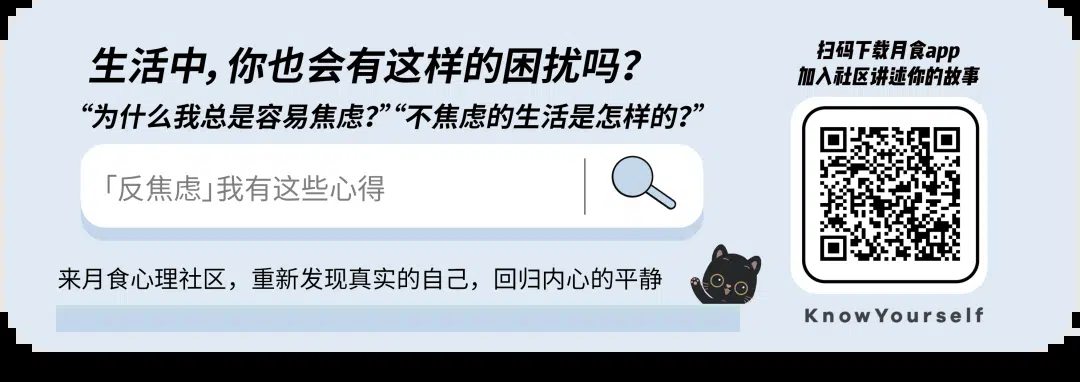 生活中，你也会有这样的困扰吗？
“为什么我总是容易焦虑？”“不焦虑的生活是怎样的？”
「反焦虑」我有这些心得
来月食心理社区，重新发现真实的自己，回归内心的平静
扫码下载月食app
加入社区讲述你的故事
KnowYourself